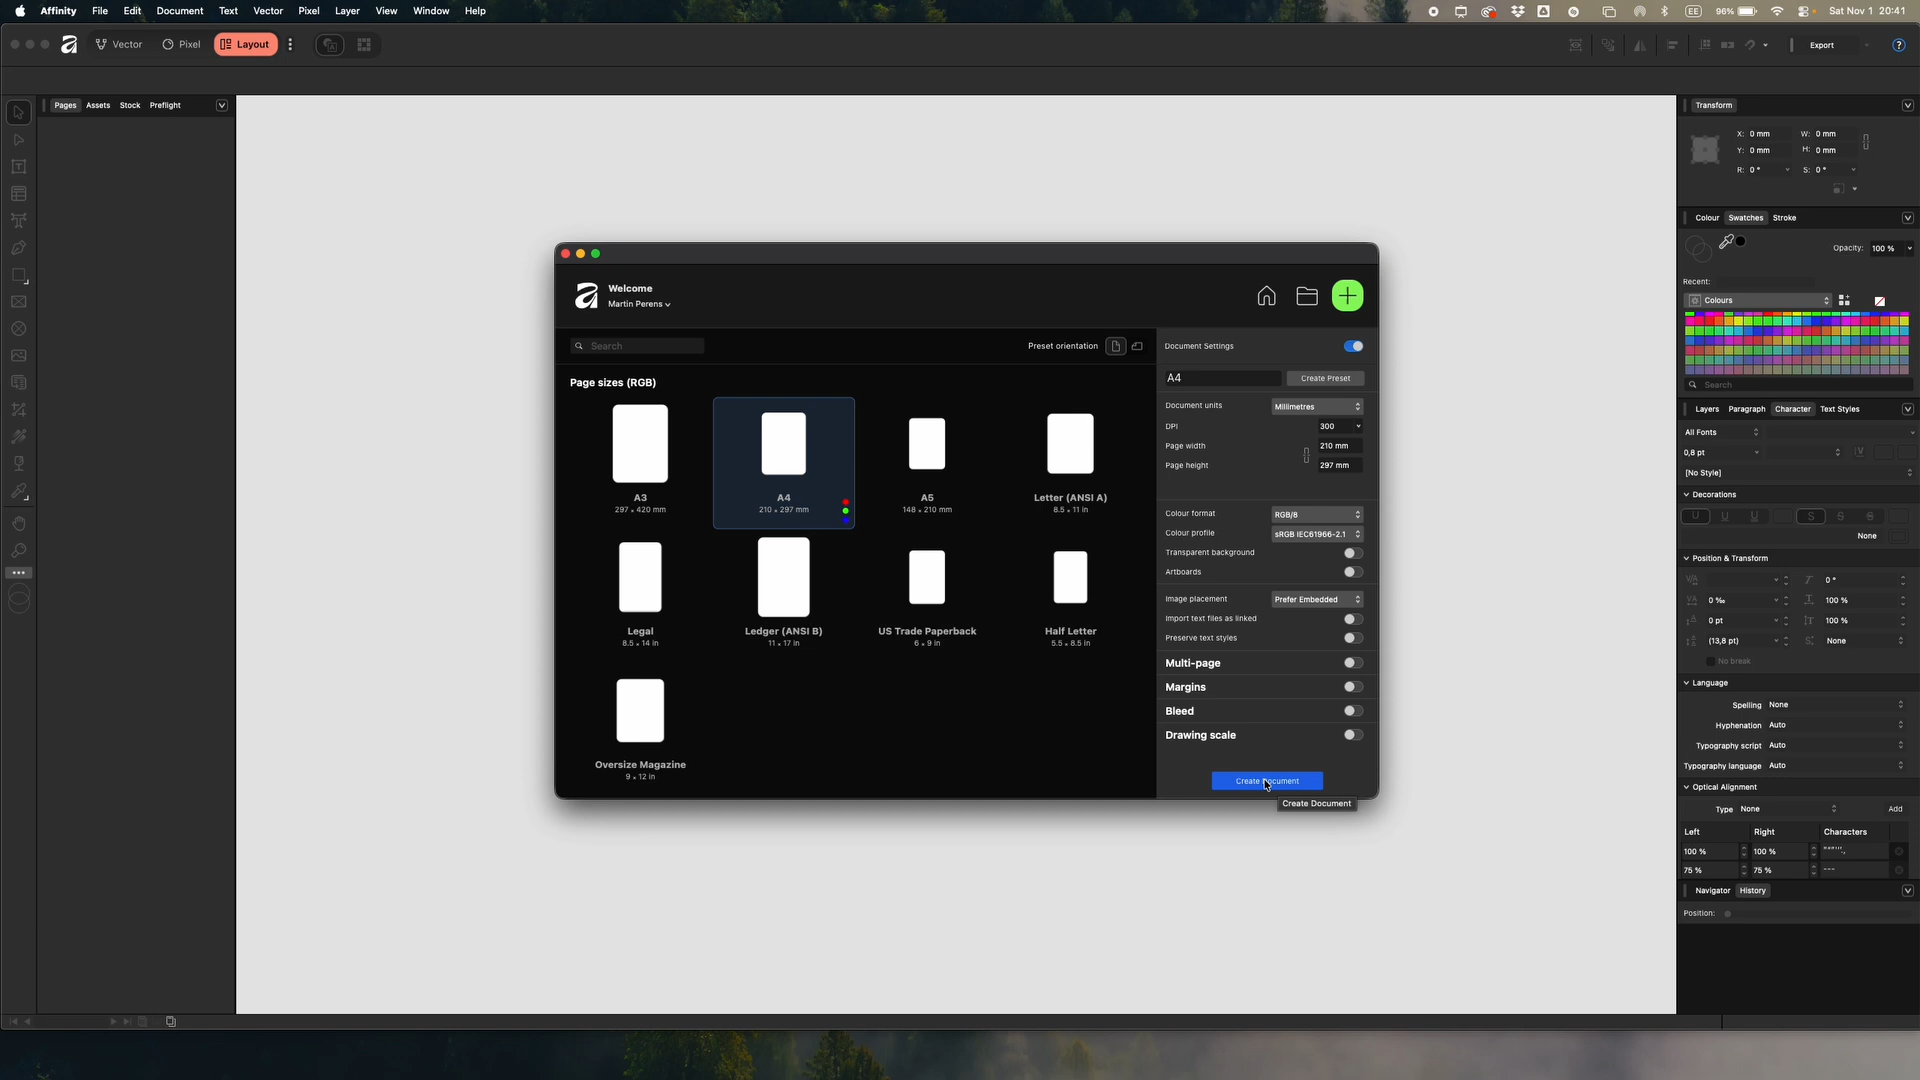 Affinity File Edit Document Text Vector Pixel Layer View Window Help
EE 96% Sat Nov 1 20:41
Vector Pixel Layout Export ?
Pages Assets Stock Preflight
Welcome
Martin Perens
Search Preset orientation
Page sizes (RGB)
A3
297 × 420 mm
A4
210 × 297 mm
A5
148 × 210 mm
Letter (ANSI A)
8.5 × 11 in
Legal
8.5 × 14 in
Ledger (ANSI B)
11 × 17 in
US Trade Paperback
6 × 9 in
Half Letter
5.5 × 8.5 in
Oversize Magazine
9 × 12 in
Document Settings
A4 Create Preset
Document units Millimetres
DPI 300
Page width 210 mm
Page height 297 mm
Colour format RGB/8
Colour profile sRGB IEC61966-2.1
Transparent background
Artboards
Image placement Prefer Embedded
Import text files as linked
Preserve text styles
Multi-page
Margins
Bleed
Drawing scale
Create Document
Create Document
Transform
X: 0 mm W: 0 mm
Y: 0 mm H: 0 mm
R: 0 ° S: 0 °
Colour Swatches Stroke
Opacity: 100 %
Recent:
Colours
Search
Layers Paragraph Character Text Styles
All Fonts
0,8 pt
[No Style]
Decorations
U U U S S S
None
Position & Transform
0 °
0 ‰ 100 %
0 pt 100 %
(13,8 pt) None
No break
Language
Spelling None
Hyphenation Auto
Typography script Auto
Typography language Auto
Optical Alignment
Type None Add
Left Right Characters
100 % 100 %
75 % 75 %
Navigator History
Position: